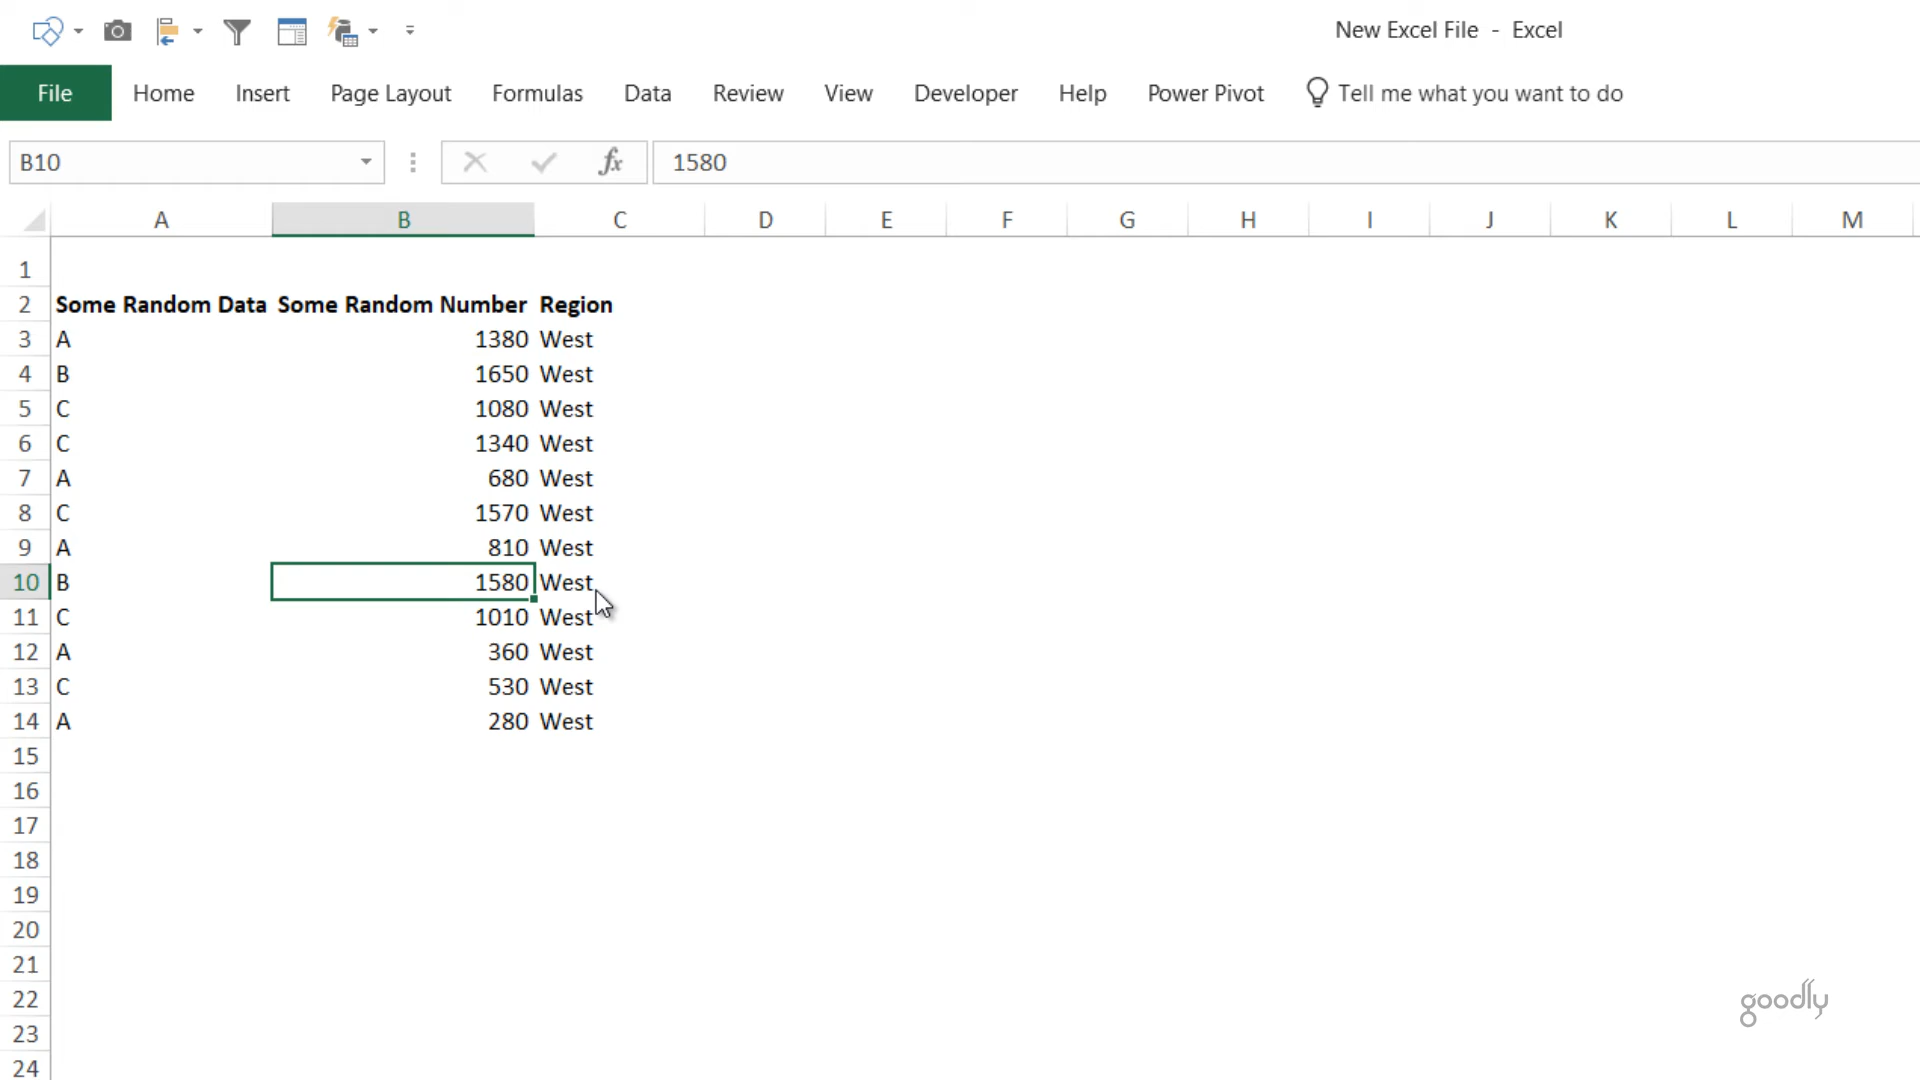 New Excel File - Excel
File Home Insert Page Layout Formulas Data Review View Developer Help Power Pivot Tell me what you want to do
B10 fx 1580
A B C D E F G H I J K L M
1
2 Some Random Data Some Random Number Region
3 A 1380 West
4 B 1650 West
5 C 1080 West
6 C 1340 West
7 A 680 West
8 C 1570 West
9 A 810 West
10 B 1580 West
11 C 1010 West
12 A 360 West
13 C 530 West
14 A 280 West
15
16
17
18
19
20
21
22
23
24
goodly